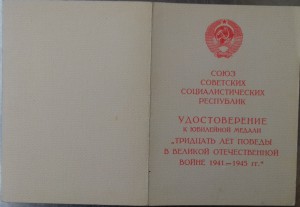 СОЮЗ
СОВЕТСКИХ
СОЦИАЛИСТИЧЕСКИХ
РЕСПУБЛИК
УДОСТОВЕРЕНИЕ
К ЮБИЛЕЙНОЙ МЕДАЛИ
„ТРИДЦАТЬ ЛЕТ ПОБЕДЫ
В ВЕЛИКОЙ ОТЕЧЕСТВЕННОЙ
ВОЙНЕ 1941—1945 гг.“